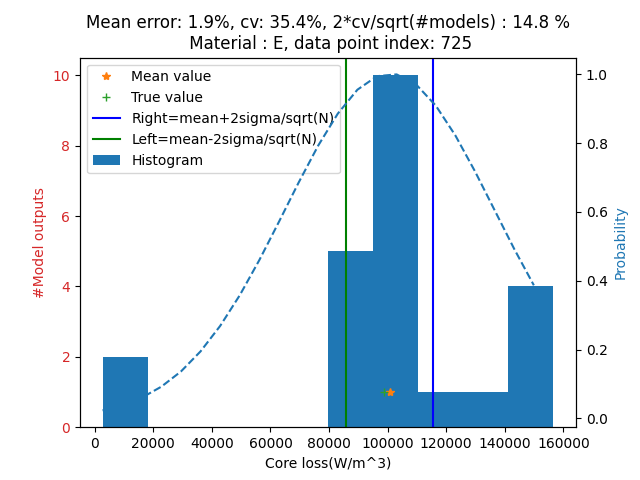 Mean error: 1.9%, cv: 35.4%, 2*cv/sqrt(#models) : 14.8 %
Material : E, data point index: 725
Mean value
True value
Right=mean+2sigma/sqrt(N)
Left=mean-2sigma/sqrt(N)
Histogram
#Model outputs
10
8
6
4
2
0
1.0
0.8
0.6
0.4
0.2
0.0
Probability
0 20000 40000 60000 80000 100000 120000 140000 160000
Core loss(W/m^3)